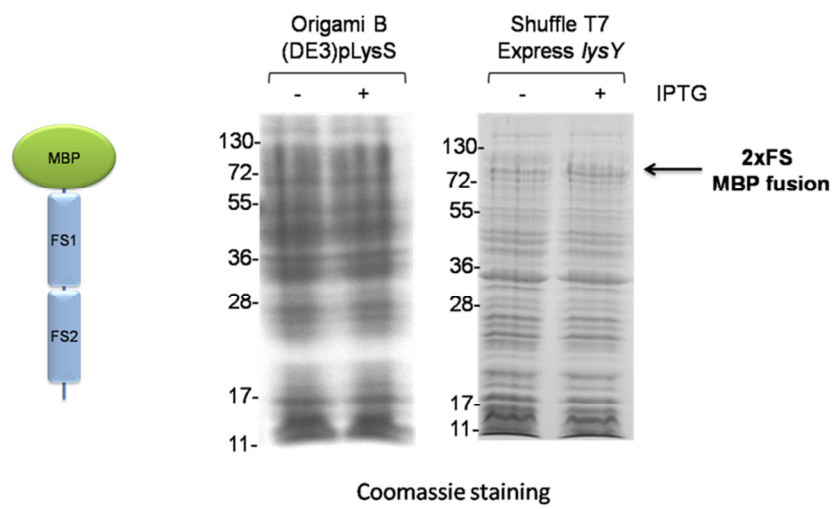 Origami B
(DE3)pLysS
Shuffle T7
Express lysY
- +
- + IPTG
MBP
FS1
FS2
130-
72-
55-
36-
28-
17-
11-
130-
72-
55-
36-
28-
17-
11-
2xFS
MBP fusion
Coomassie staining